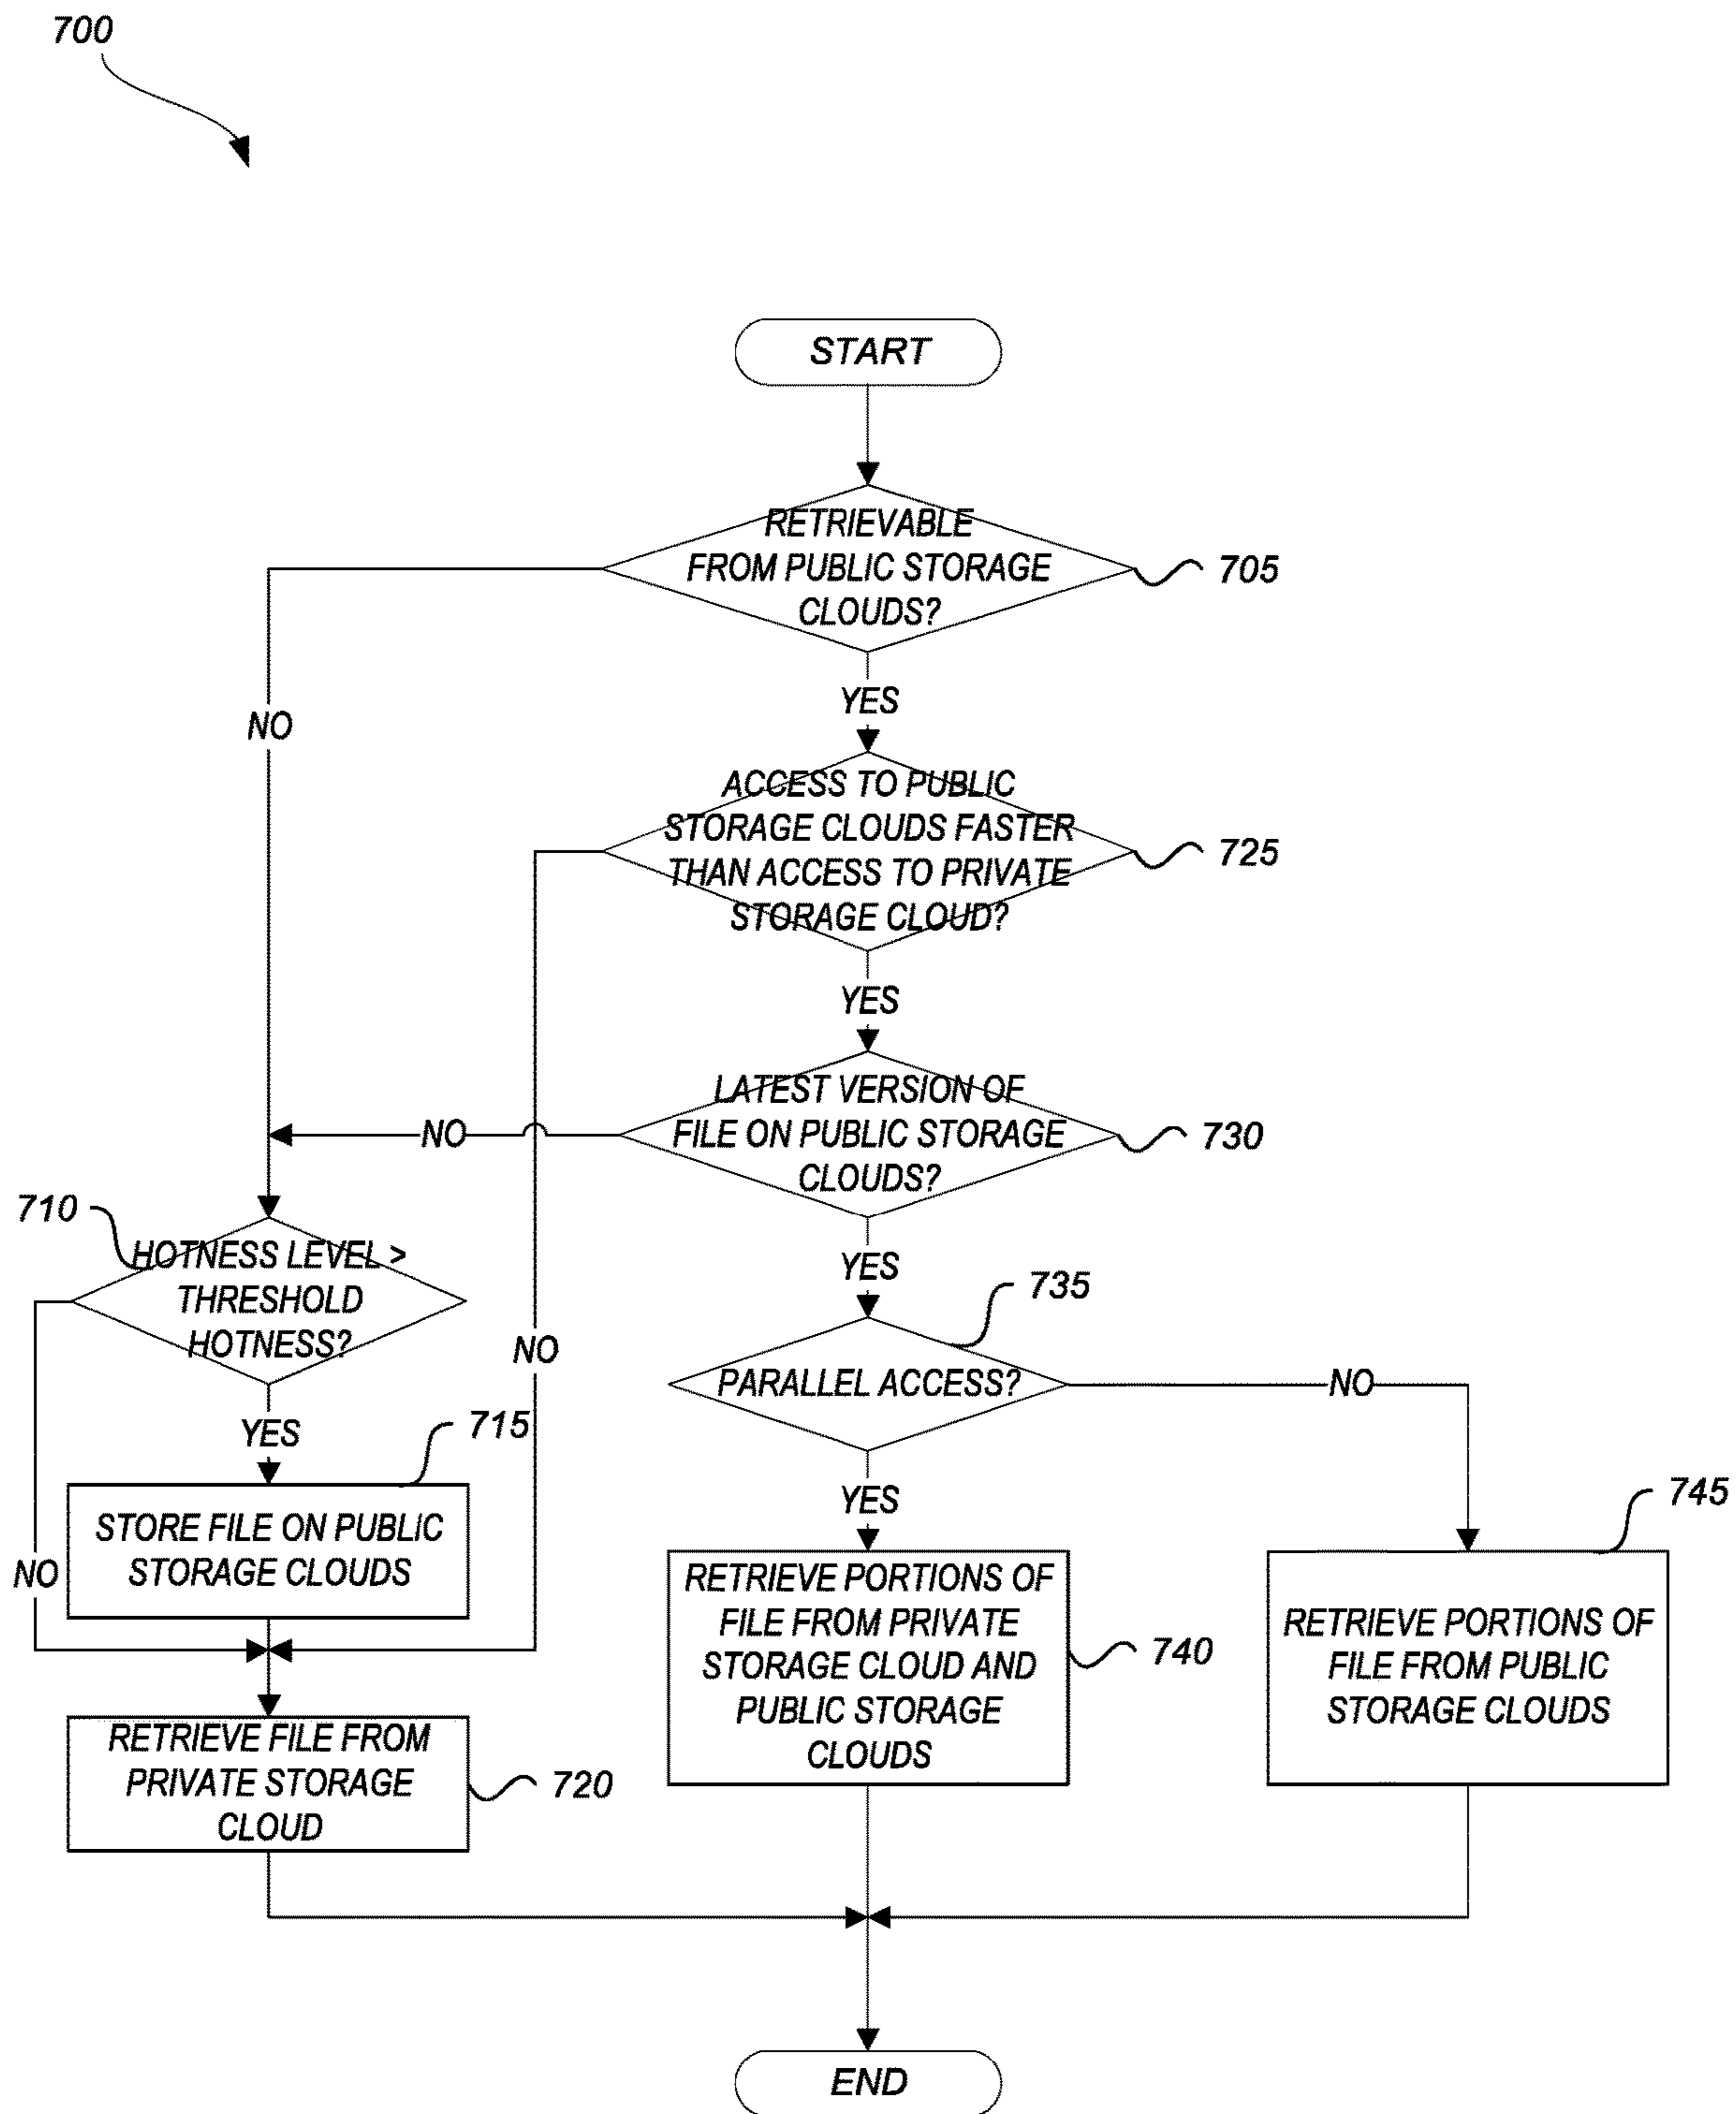 700
START
RETRIEVABLE
FROM PUBLIC STORAGE
CLOUDS?
705
NO
YES
ACCESS TO PUBLIC
STORAGE CLOUDS FASTER
THAN ACCESS TO PRIVATE
STORAGE CLOUD?
725
YES
LATEST VERSION OF
FILE ON PUBLIC STORAGE
CLOUDS?
730
NO
710
HOTNESS LEVEL >
THRESHOLD
HOTNESS?
NO
YES
735
PARALLEL ACCESS?
NO
YES
715
STORE FILE ON PUBLIC
STORAGE CLOUDS
NO
YES
740
RETRIEVE PORTIONS OF
FILE FROM PRIVATE
STORAGE CLOUD AND
PUBLIC STORAGE
CLOUDS
745
RETRIEVE PORTIONS OF
FILE FROM PUBLIC
STORAGE CLOUDS
RETRIEVE FILE FROM
PRIVATE STORAGE
CLOUD
720
END